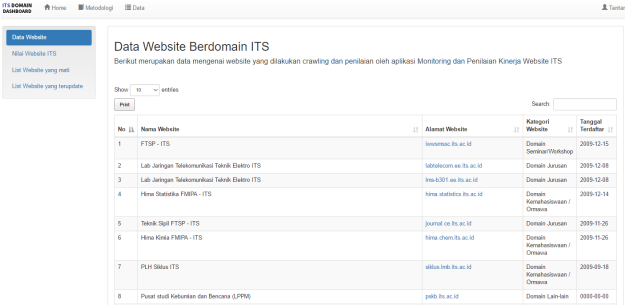 ITS DOMAIN DASHBOARD Home Metodologi Data Tentan
Data Website
Nilai Website ITS
List Website yang mati
List Website yang terupdate
Data Website Berdomain ITS
Berikut merupakan data mengenai website yang dilakukan crawling dan penilaian oleh aplikasi Monitoring dan Penilaian Kinerja Website ITS
Show 10 entries
Print Search:
No Nama Website Alamat Website Kategori Website Tanggal Terdaftar
1 FTSP - ITS iwwsmsac.its.ac.id Domain Seminar/Workshop 2009-12-15
2 Lab Jaringan Telekomunikasi Teknik Elektro ITS labtelecom.ee.its.ac.id Domain Jurusan 2009-12-08
3 Lab Jaringan Telekomunikasi Teknik Elektro ITS lms-b301.ee.its.ac.id Domain Jurusan 2009-12-08
4 Hima Statistika FMIPA - ITS hima.statistics.its.ac.id Domain Kemahasiswaan / Ormawa 2009-12-14
5 Teknik Sipil FTSP - ITS journal.ce.its.ac.id Domain Jurusan 2009-11-26
6 Hima Kimia FMIPA - ITS hima.chem.its.ac.id Domain Kemahasiswaan / Ormawa 2009-11-26
7 PLH Siklus ITS siklus.lmb.its.ac.id Domain Kemahasiswaan / Ormawa 2009-09-18
8 Pusat studi Kebumian dan Bencana (LPPM) pskb.its.ac.id Domain Lain-lain 0000-00-00